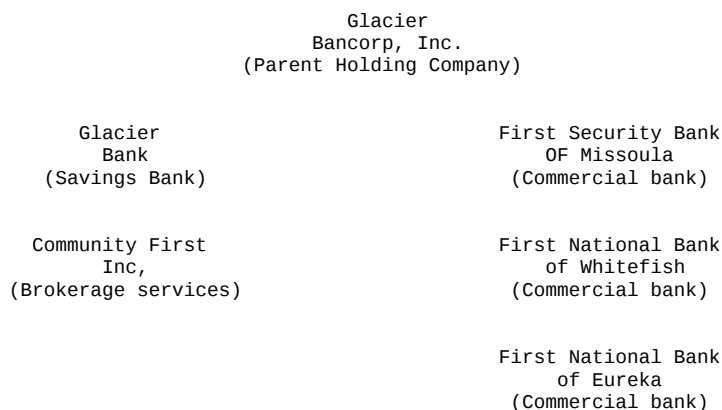 Glacier
Bancorp, Inc.
(Parent Holding Company)
Glacier
Bank
(Savings Bank)
First Security Bank
OF Missoula
(Commercial bank)
Community First
Inc,
(Brokerage services)
First National Bank
of Whitefish
(Commercial bank)
First National Bank
of Eureka
(Commercial bank)